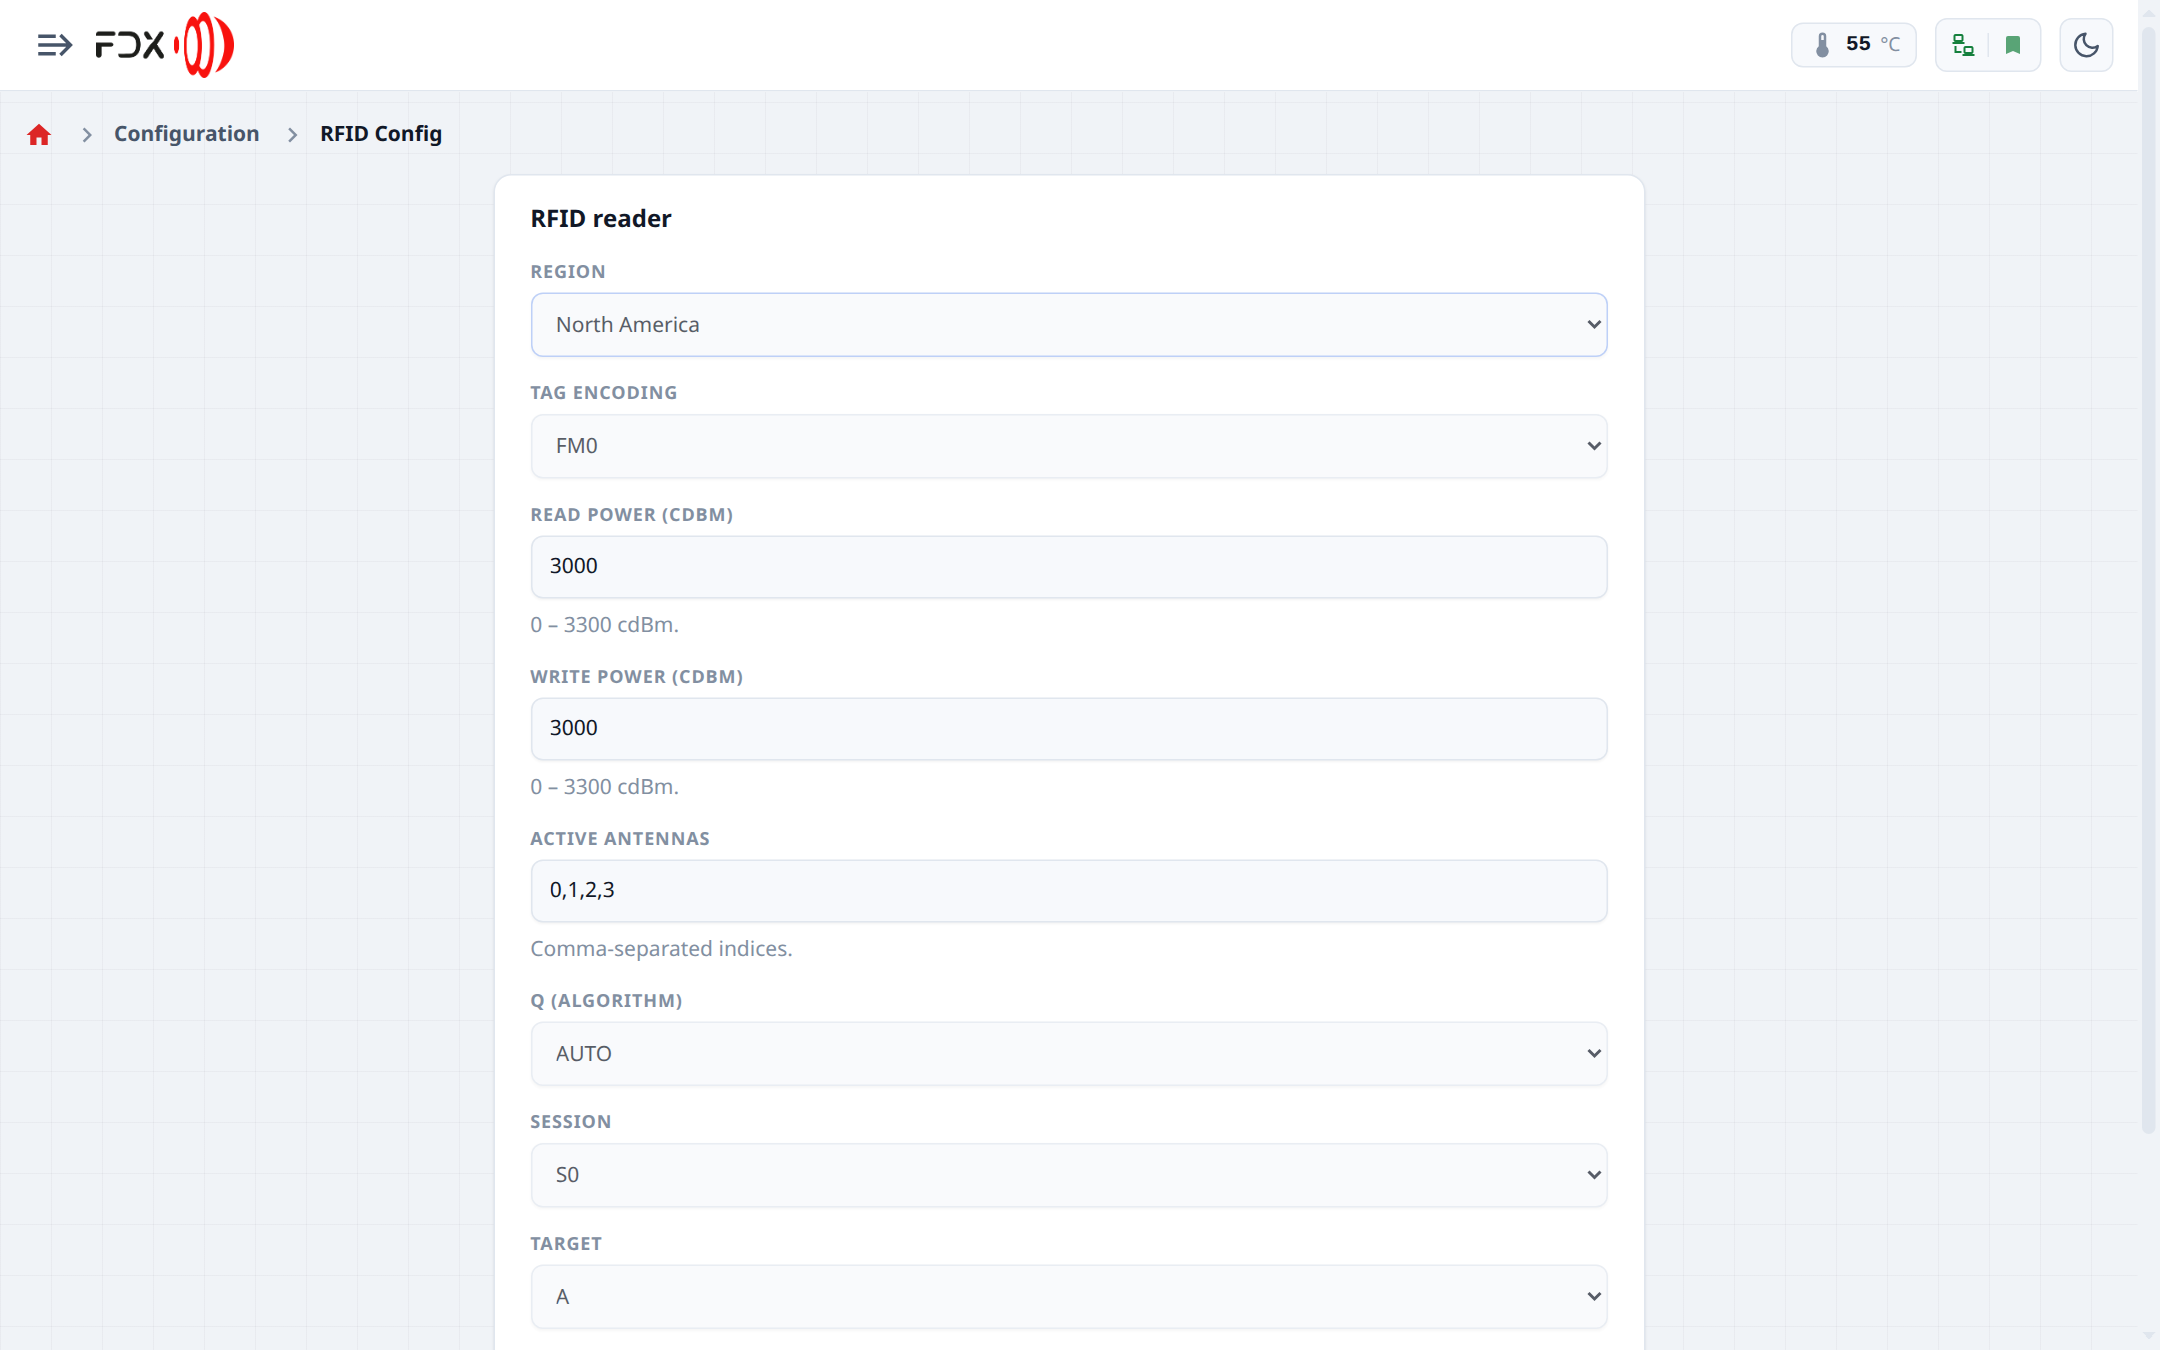 FDX
55 °C
Configuration
RFID Config
RFID reader
REGION
North America
TAG ENCODING
FM0
READ POWER (CDBM)
3000
0 – 3300 cdBm.
WRITE POWER (CDBM)
3000
0 – 3300 cdBm.
ACTIVE ANTENNAS
0,1,2,3
Comma-separated indices.
Q (ALGORITHM)
AUTO
SESSION
S0
TARGET
A